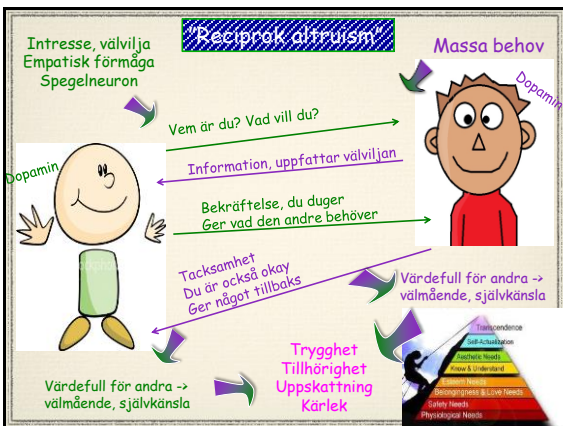 "Reciprak altruism"
Intresse, välvilja
Empatisk förmåga
Spegelneuron
Massa behov
Dopamin
Vem är du? Vad vill du?
Information, uppfattar välviljan
Dopamin
Bekräftelse, du duger
Ger vad den andre behöver
Tacksamhet
Du är också okay
Ger något tillbaks
Värdefull för andra ->
välmående, självkänsla
Trygghet
Tillhörighet
Uppskattning
Kärlek
Värdefull för andra ->
välmående, självkänsla
Transcendence
Self-Actualization
Aesthetic Needs
Know & Understand
Esteem Needs
Belongingness & Love Needs
Safety Needs
Physiological Needs